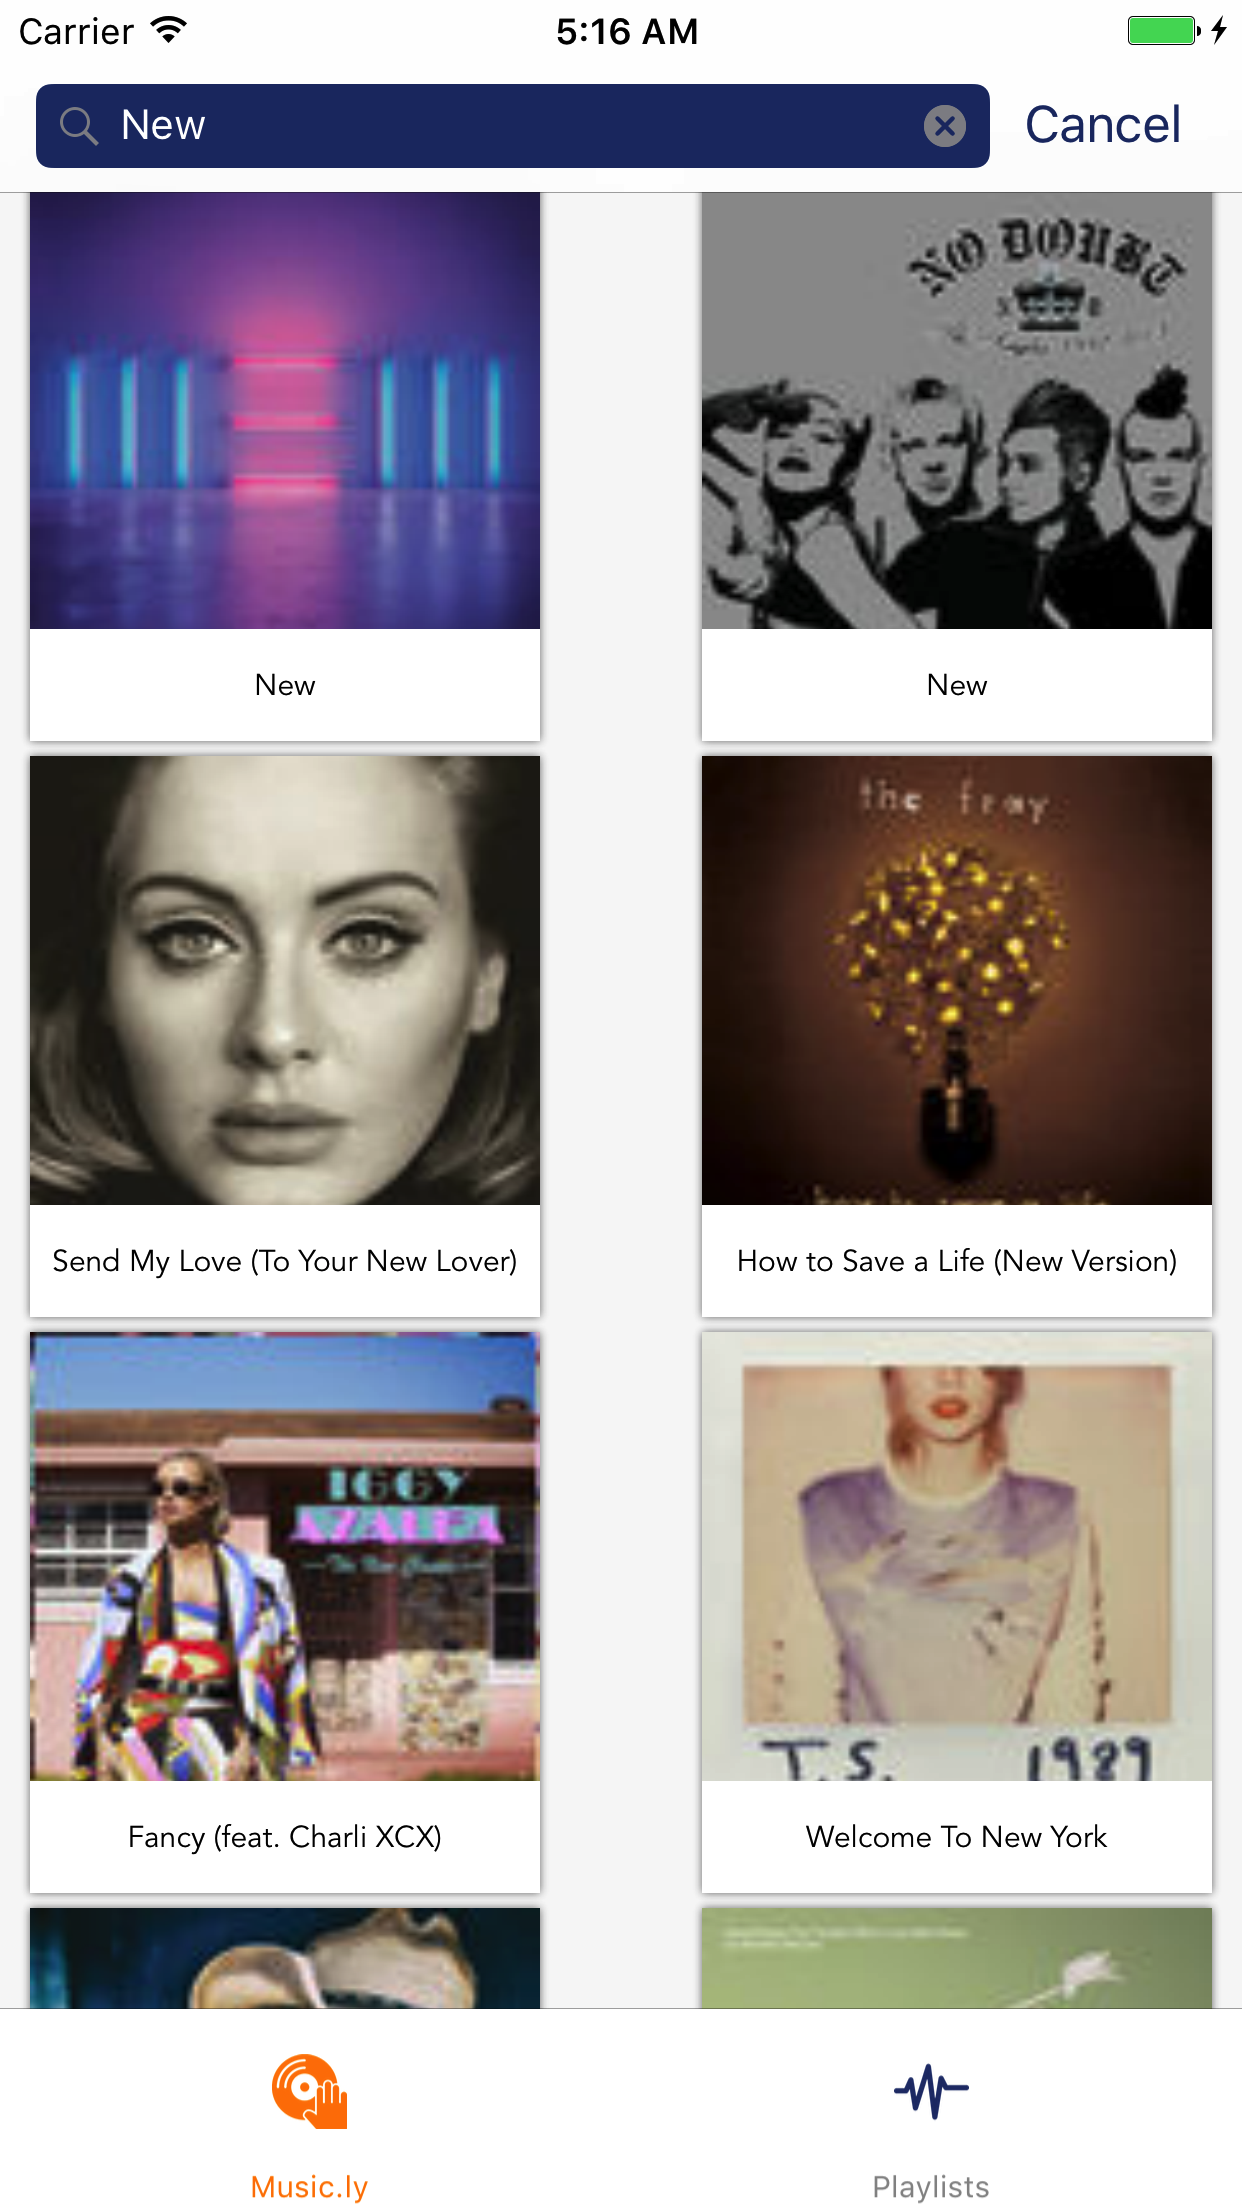 Carrier 5:16 AM
New Cancel
NO DOUBT
New New
the fray
Send My Love (To Your New Lover) How to Save a Life (New Version)
IGGY
AZALEA
T.S. 1989
Fancy (feat. Charli XCX) Welcome To New York
Music.ly Playlists